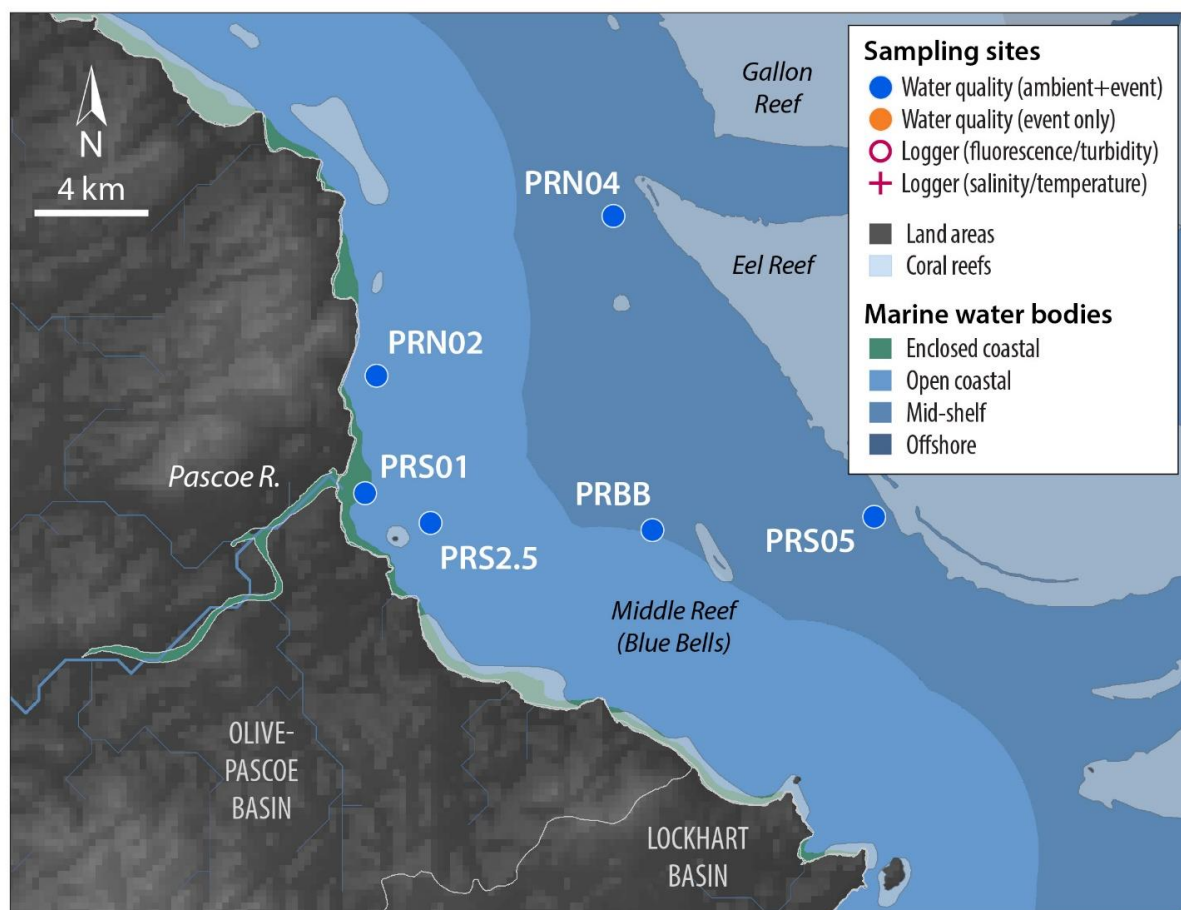 Gallon
Reef
N
4 km
PRN04
Eel Reef
PRN02
Pascoe R.
PRS01
PRS2.5
PRBB
PRS05
Middle Reef
(Blue Bells)
OLIVE-
PASCOE
BASIN
LOCKHART
BASIN
Sampling sites
Water quality (ambient+event)
Water quality (event only)
Logger (fluorescence/turbidity)
Logger (salinity/temperature)
Land areas
Coral reefs
Marine water bodies
Enclosed coastal
Open coastal
Mid-shelf
Offshore